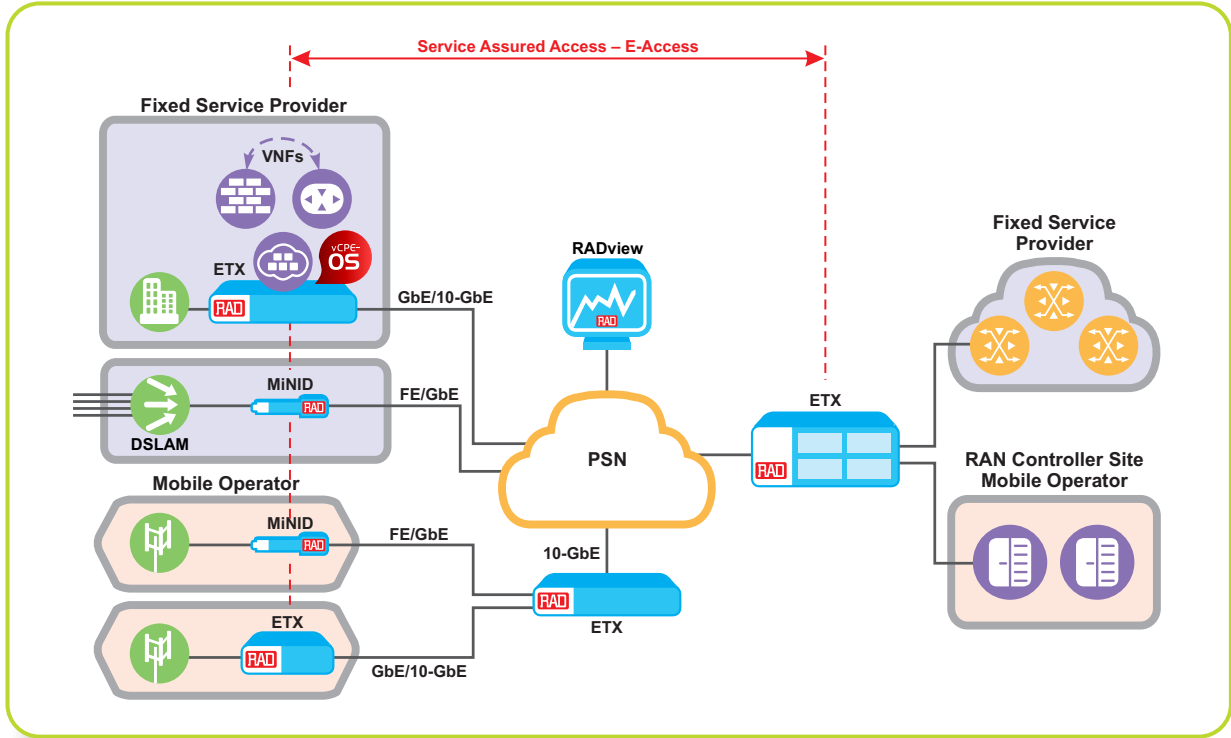 Service Assured Access – E-Access
Fixed Service Provider
VNFs
vCPE-
OS
ETX
RAD
GbE/10-GbE
RADview
RAD
Fixed Service
Provider
MiNID
RAD
FE/GbE
DSLAM
PSN
ETX
RAD
RAN Controller Site
Mobile Operator
Mobile Operator
MiNID
RAD
FE/GbE
10-GbE
RAD
ETX
ETX
RAD
GbE/10-GbE